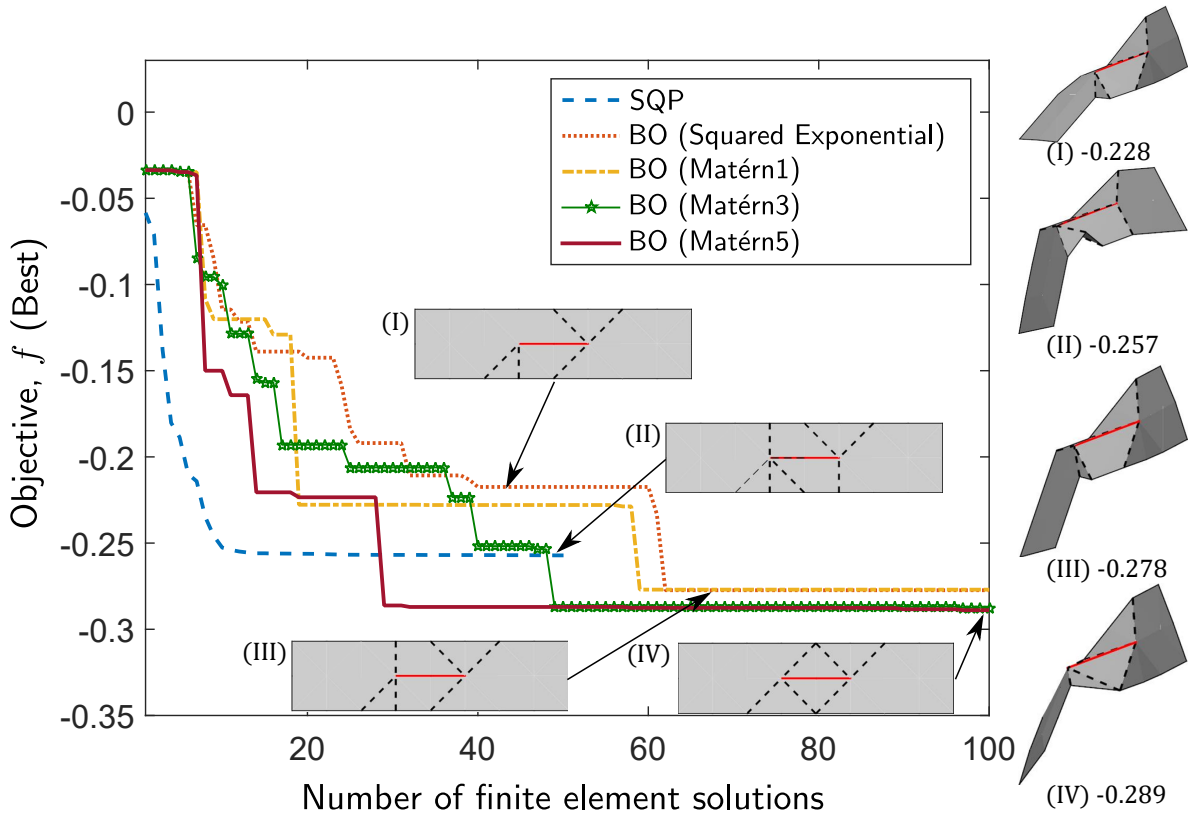 Objective, f (Best)
0
-0.05
-0.1
-0.15
-0.2
-0.25
-0.3
-0.35
SQP
BO (Squared Exponential)
BO (Matérn1)
BO (Matérn3)
BO (Matérn5)
(I)
(II)
(III)
(IV)
20
40
60
80
100
Number of finite element solutions
(I) -0.228
(II) -0.257
(III) -0.278
(IV) -0.289